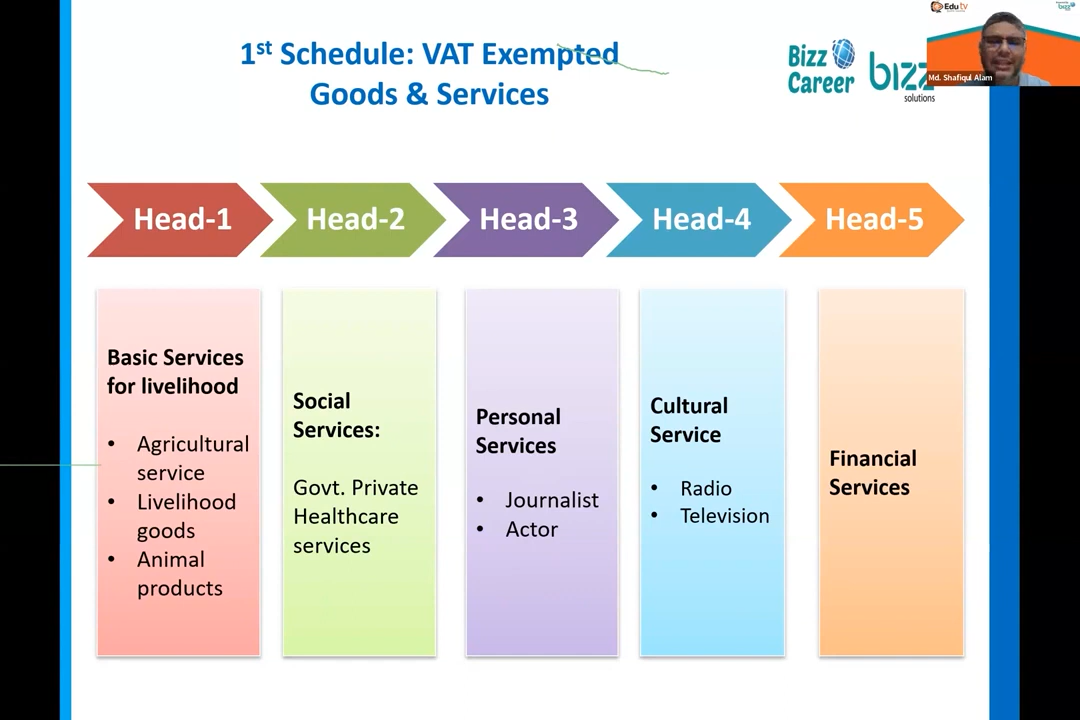 Edu tv
1st Schedule: VAT Exempted
Goods & Services
Bizz
Career
bizz
solutions
Md. Shafiqul Alam
Head-1
Head-2
Head-3
Head-4
Head-5
Basic Services
for livelihood
• Agricultural
service
• Livelihood
goods
• Animal
products
Social
Services:
Govt. Private
Healthcare
services
Personal
Services
• Journalist
• Actor
Cultural
Service
• Radio
• Television
Financial
Services